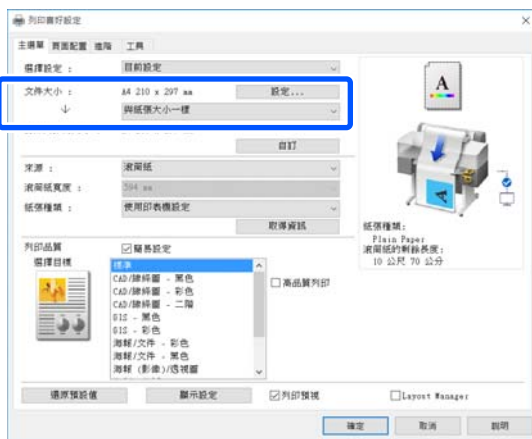 列印喜好設定
主選單 頁面配置 進階 工具
選擇設定 : 目前設定
文件大小 : A4 210 x 297 mm 設定...
↓ 與紙張大小一樣
自訂
來源 : 滾筒紙
滾筒紙寬度 : 594 mm
紙張種類 : 使用印表機設定
取得資訊
紙張種類:
Plain Paper:
滾筒紙的剩餘長度:
10 公尺 70 公分
列印品質 簡易設定
選擇目標
標準
CAD/線條圖 - 黑色
CAD/線條圖 - 彩色
CAD/線條圖 - 二階
GIS - 黑色
GIS - 彩色
海報/文件 - 彩色
海報/文件 - 黑色
海報 (影像)/透視圖
高品質列印
還原預設值 顯示設定 列印預視 Layout Manager
確定 取消 說明
A
A